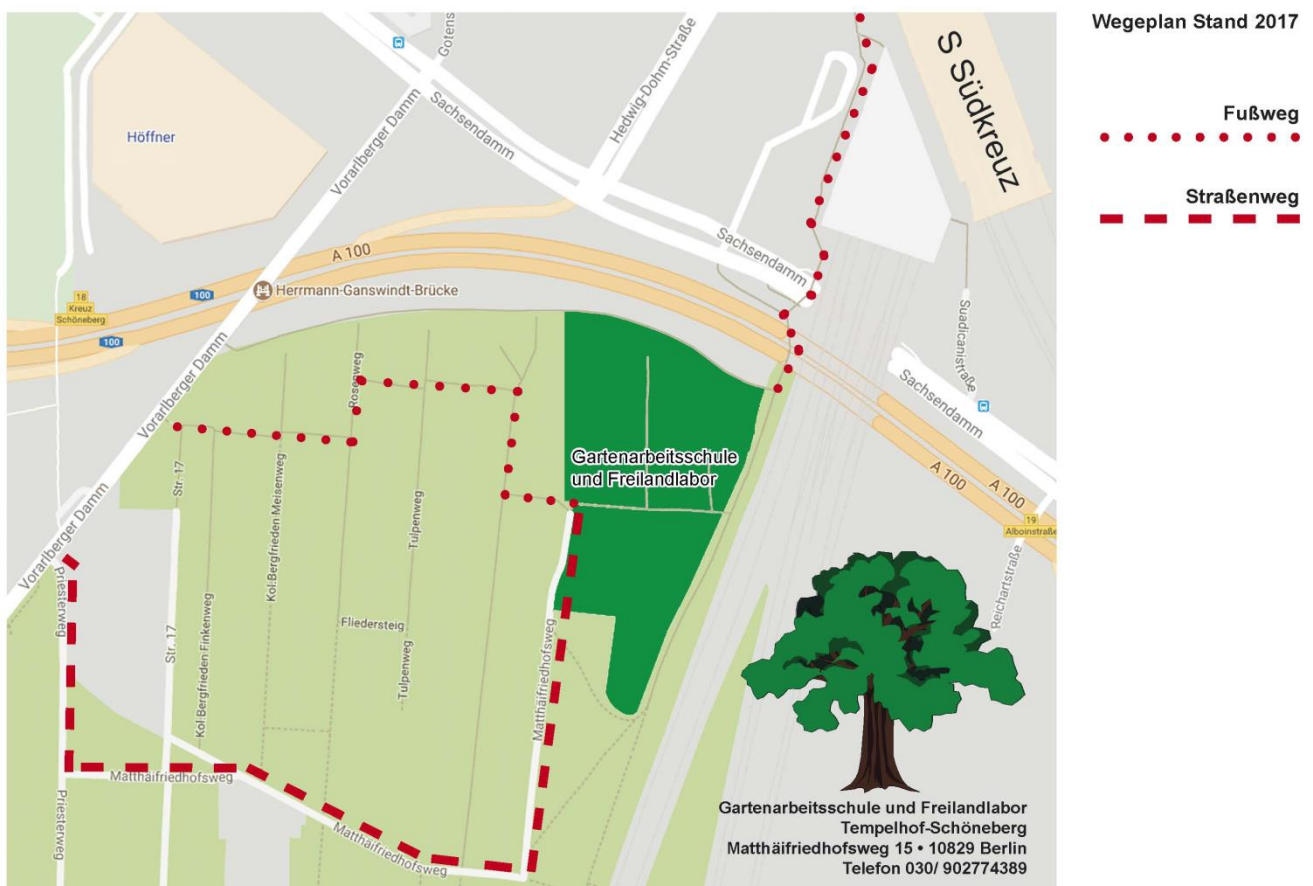 Wegeplan Stand 2017
Fußweg
Straßenweg
S Südkreuz
Gotens
Höffner
Vorarlberger Damm
Sachsendamm
Hedwig-Dohm-Straße
Sachsendamm
A 100
100
Herrmann-Ganswindt-Brücke
18
Kreuz
Schöneberg
100
Vorarlberger Damm
Suadicanistraße
Sachsendamm
Rosenweg
A 100
A 100
19
Alboinstraße
Gartenarbeitsschule
und Freilandlabor
Str. 17
Kol.Bergfrieden Meisenweg
Tulpenweg
Vorarlberger Damm
Priesterweg
Reichartstraße
Str. 17
Kol.Bergfrieden Finkenweg
Fliedersteig
Tulpenweg
Matthäifriedhofsweg
Matthäifriedhofsweg
Priesterweg
Matthäifriedhofsweg
Gartenarbeitsschule und Freilandlabor
Tempelhof-Schöneberg
Matthäifriedhofsweg 15 • 10829 Berlin
Telefon 030/ 902774389